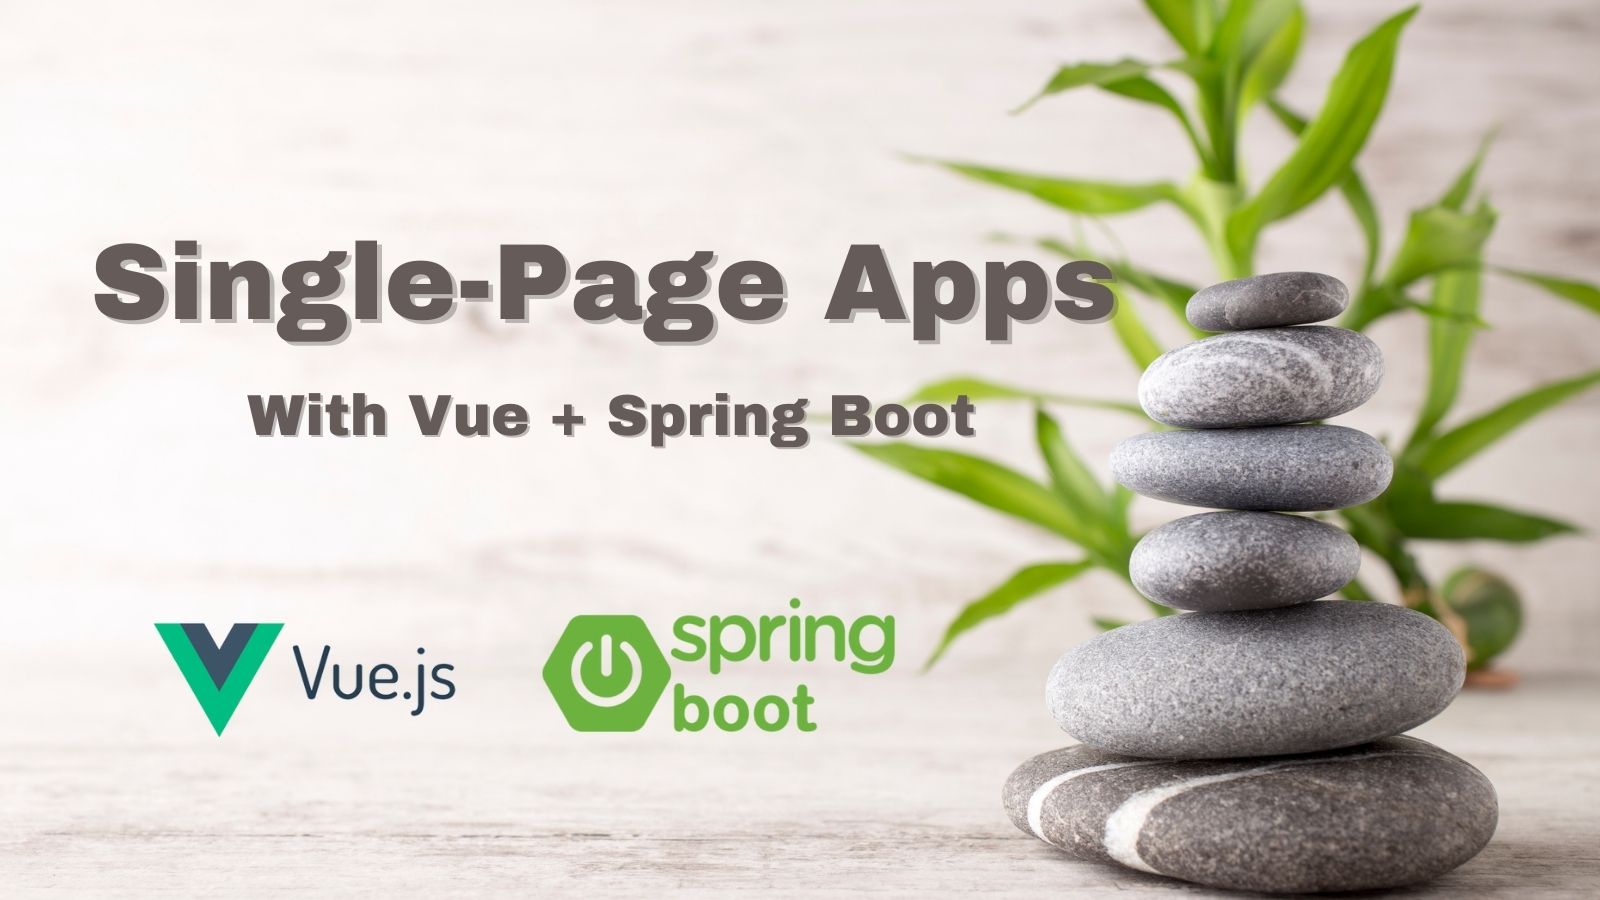 Single-Page Apps
With Vue + Spring Boot
Vue.js
spring
boot